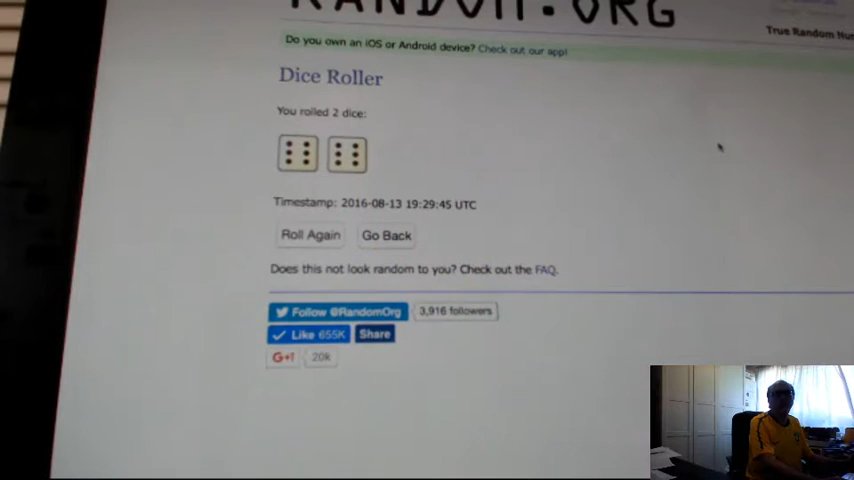 RANDOM.ORG
Do you own an iOS or Android device? Check out our app!
True Random
Dice Roller
You rolled 2 dice:
Timestamp: 2016-08-13 19:29:45 UTC
Roll Again Go Back
Does this not look random to you? Check out the FAQ.
Follow @RandomOrg 3,916 followers
Like 655K Share
G+1 20k